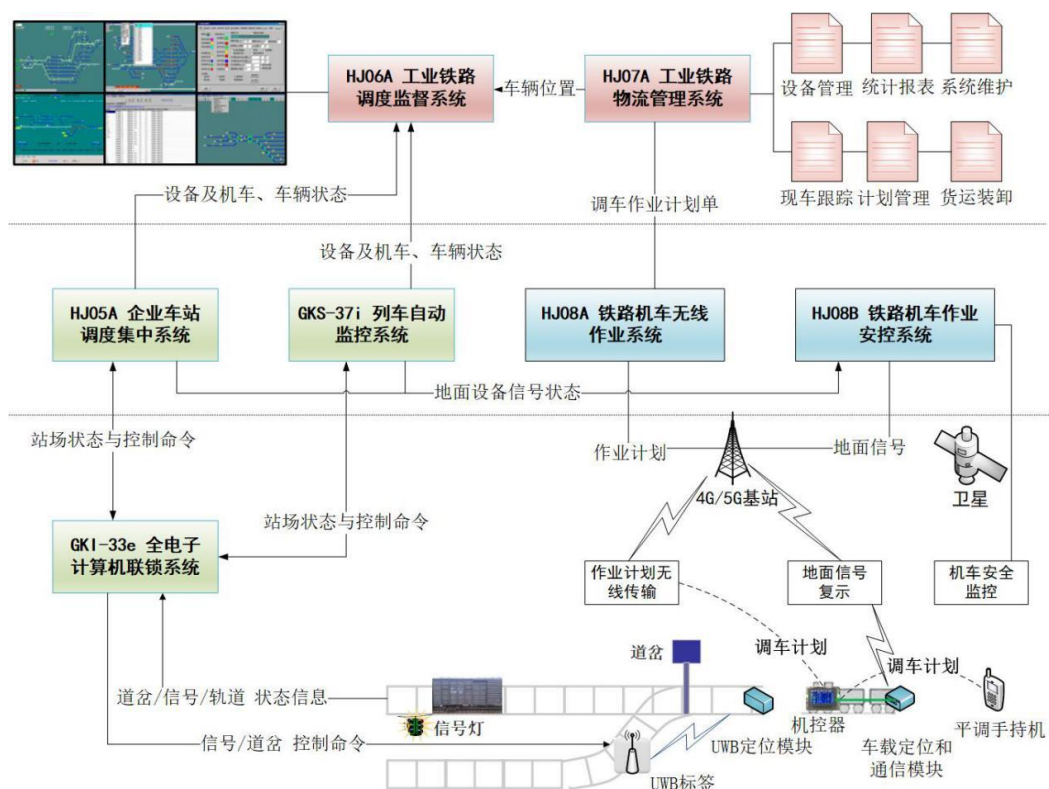 HJ06A 工业铁路
调度监督系统
车辆位置
HJ07A 工业铁路
物流管理系统
设备管理
统计报表
系统维护
现车跟踪
计划管理
货运装卸
设备及机车、车辆状态
调车作业计划单
设备及机车、车辆状态
HJ05A 企业车站
调度集中系统
GKS-37i 列车自动
监控系统
HJ08A 铁路机车无线
作业系统
HJ08B 铁路机车作业
安控系统
地面设备信号状态
站场状态与控制命令
作业计划
地面信号
4G/5G基站
卫星
站场状态与控制命令
GKI-33e 全电子
计算机联锁系统
作业计划无
线传输
地面信号
复示
机车安全
监控
道岔
调车计划
调车计划
道岔/信号/轨道 状态信息
信号灯
机控器
平调手持机
信号/道岔 控制命令
UWB定位模块
车载定位和
通信模块
UWB标签